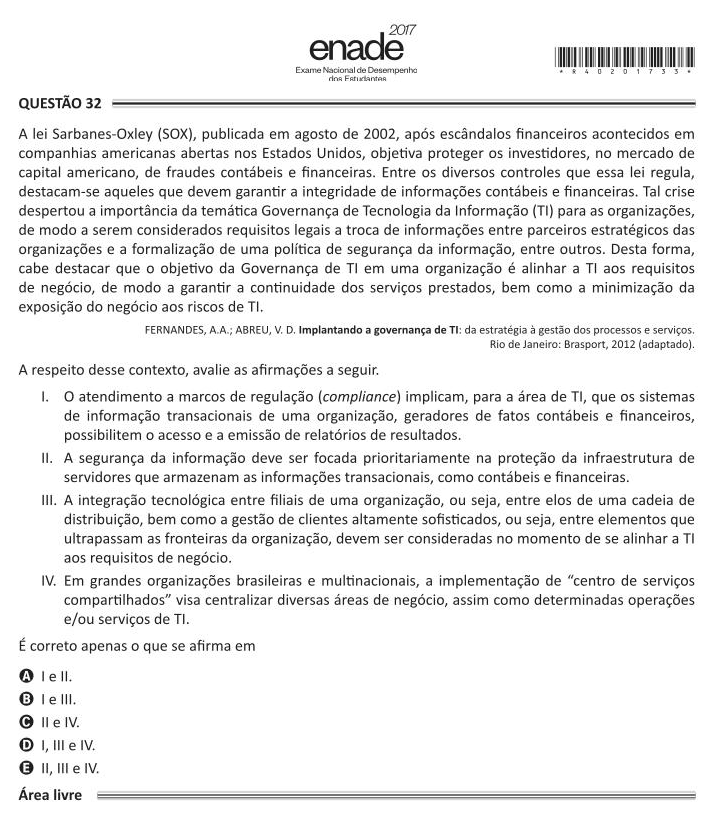 2017
enade
Exame Nacional de Desempenho
dos Estudantes
*R4020173​3*
QUESTÃO 32
A lei Sarbanes-Oxley (SOX), publicada em agosto de 2002, após escândalos financeiros acontecidos em
companhias americanas abertas nos Estados Unidos, objetiva proteger os investidores, no mercado de
capital americano, de fraudes contábeis e financeiras. Entre os diversos controles que essa lei regula,
destacam-se aqueles que devem garantir a integridade de informações contábeis e financeiras. Tal crise
despertou a importância da temática Governança de Tecnologia da Informação (TI) para as organizações,
de modo a serem considerados requisitos legais a troca de informações entre parceiros estratégicos das
organizações e a formalização de uma política de segurança da informação, entre outros. Desta forma,
cabe destacar que o objetivo da Governança de TI em uma organização é alinhar a TI aos requisitos
de negócio, de modo a garantir a continuidade dos serviços prestados, bem como a minimização da
exposição do negócio aos riscos de TI.
FERNANDES, A.A.; ABREU, V. D. Implantando a governança de TI: da estratégia à gestão dos processos e serviços.
Rio de Janeiro: Brasport, 2012 (adaptado).
A respeito desse contexto, avalie as afirmações a seguir.
I. O atendimento a marcos de regulação (compliance) implicam, para a área de TI, que os sistemas
de informação transacionais de uma organização, geradores de fatos contábeis e financeiros,
possibilitem o acesso e a emissão de relatórios de resultados.
II. A segurança da informação deve ser focada prioritariamente na proteção da infraestrutura de
servidores que armazenam as informações transacionais, como contábeis e financeiras.
III. A integração tecnológica entre filiais de uma organização, ou seja, entre elos de uma cadeia de
distribuição, bem como a gestão de clientes altamente sofisticados, ou seja, entre elementos que
ultrapassam as fronteiras da organização, devem ser consideradas no momento de se alinhar a TI
aos requisitos de negócio.
IV. Em grandes organizações brasileiras e multinacionais, a implementação de “centro de serviços
compartilhados” visa centralizar diversas áreas de negócio, assim como determinadas operações
e/ou serviços de TI.
É correto apenas o que se afirma em
A I e II.
B I e III.
C II e IV.
D I, III e IV.
E II, III e IV.
Área livre